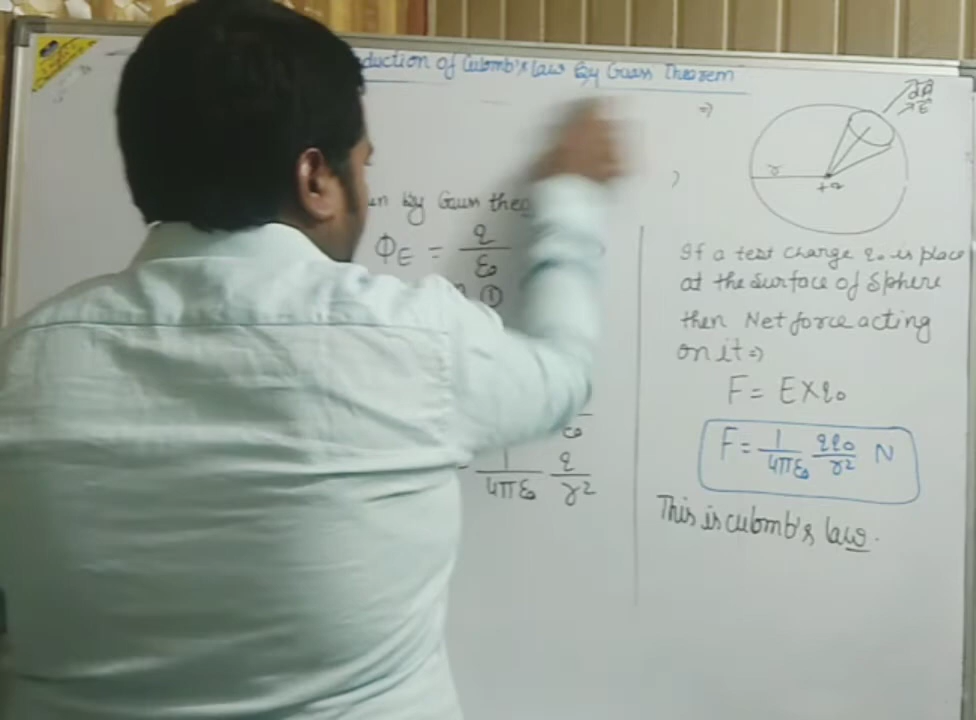 duction of Culomb's law By Gauss Theorem
By Gauss theo
ΦE = q/ε₀
①
ε₀
1/4πε₀ q/r²
⇒
dA
E
r
+q
If a test charge q₀ is place
at the surface of Sphere
then Net force acting
on it ⇒
F = E×q₀
F = 1/4πε₀ qq₀/r² N
This is culomb's law.